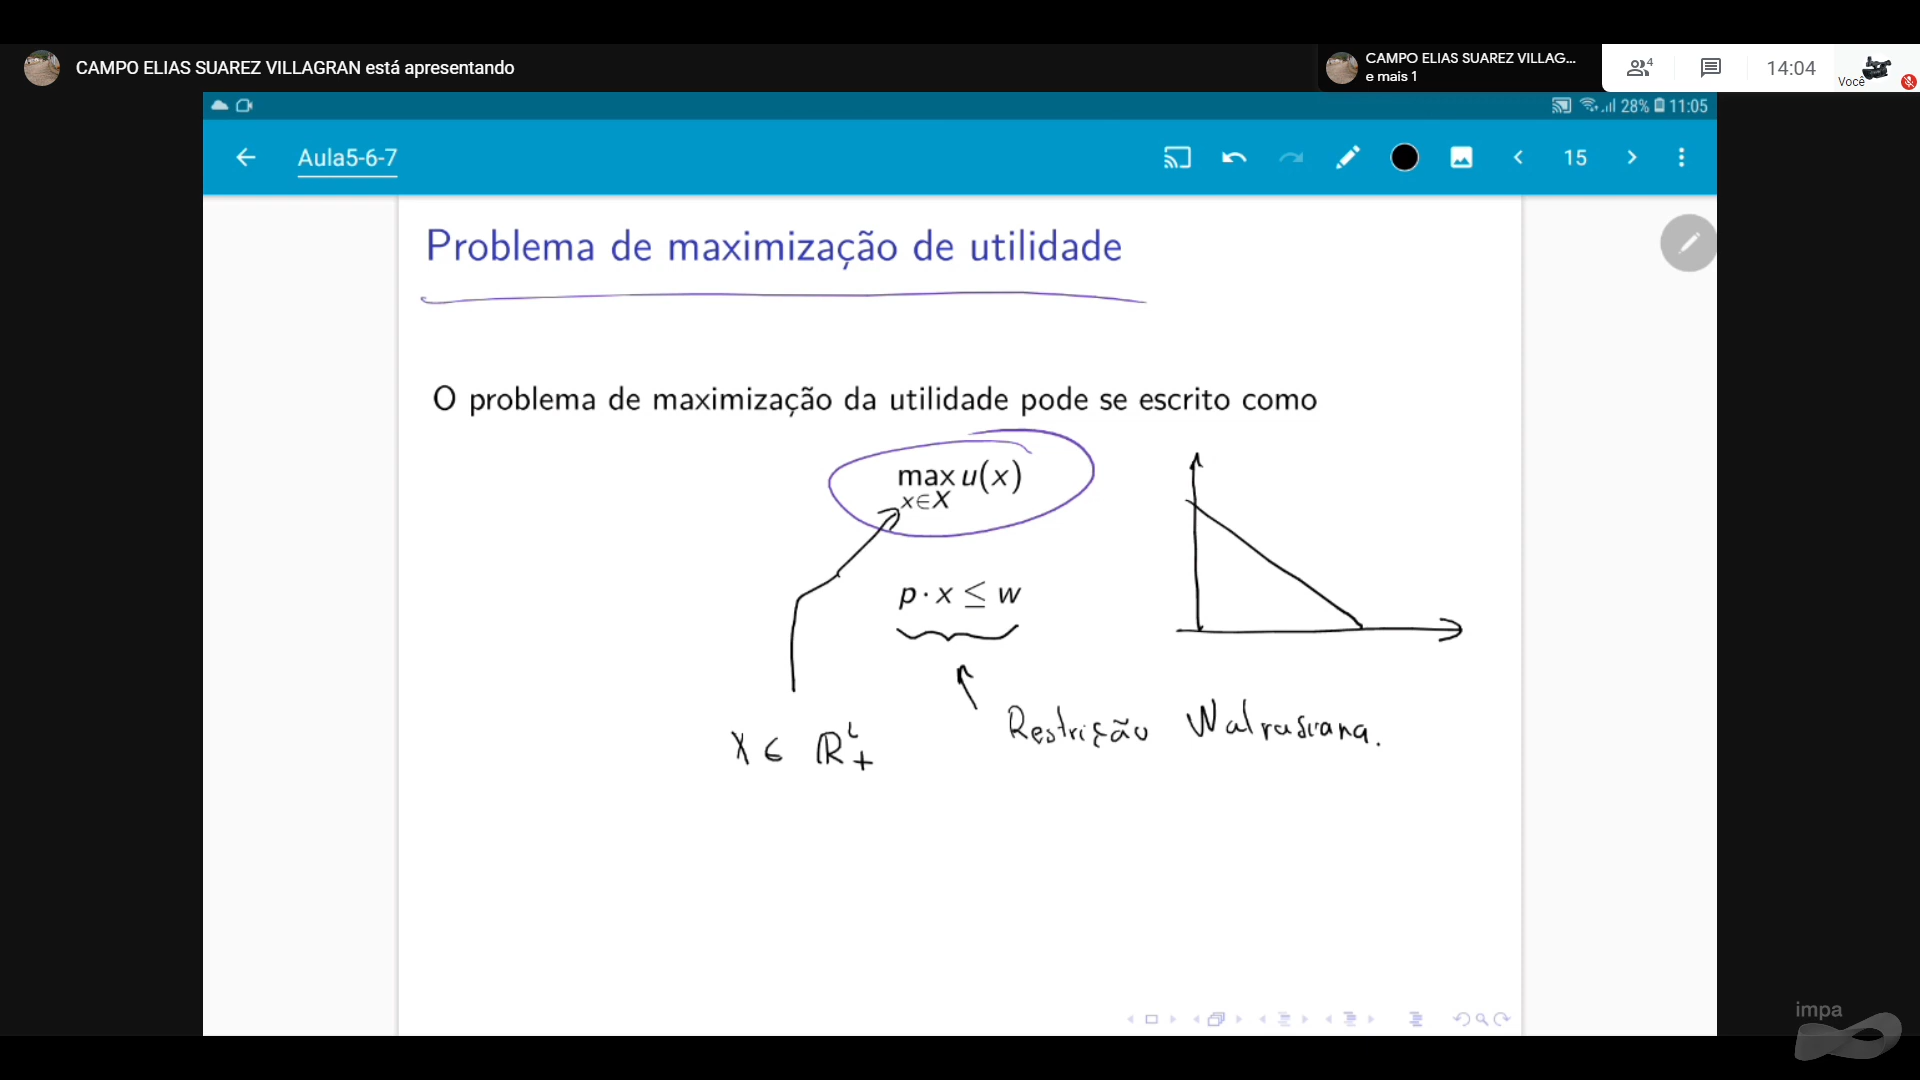 CAMPO ELIAS SUAREZ VILLAGRAN está apresentando
CAMPO ELIAS SUAREZ VILLAG...
e mais 1
4
14:04
Você
28% 11:05
Aula5-6-7
15
Problema de maximização de utilidade
O problema de maximização da utilidade pode se escrito como
max u(x)
x∈X
p · x ≤ w
Restrição Walrasiana.
X ∈ ℝ^L_+
impa